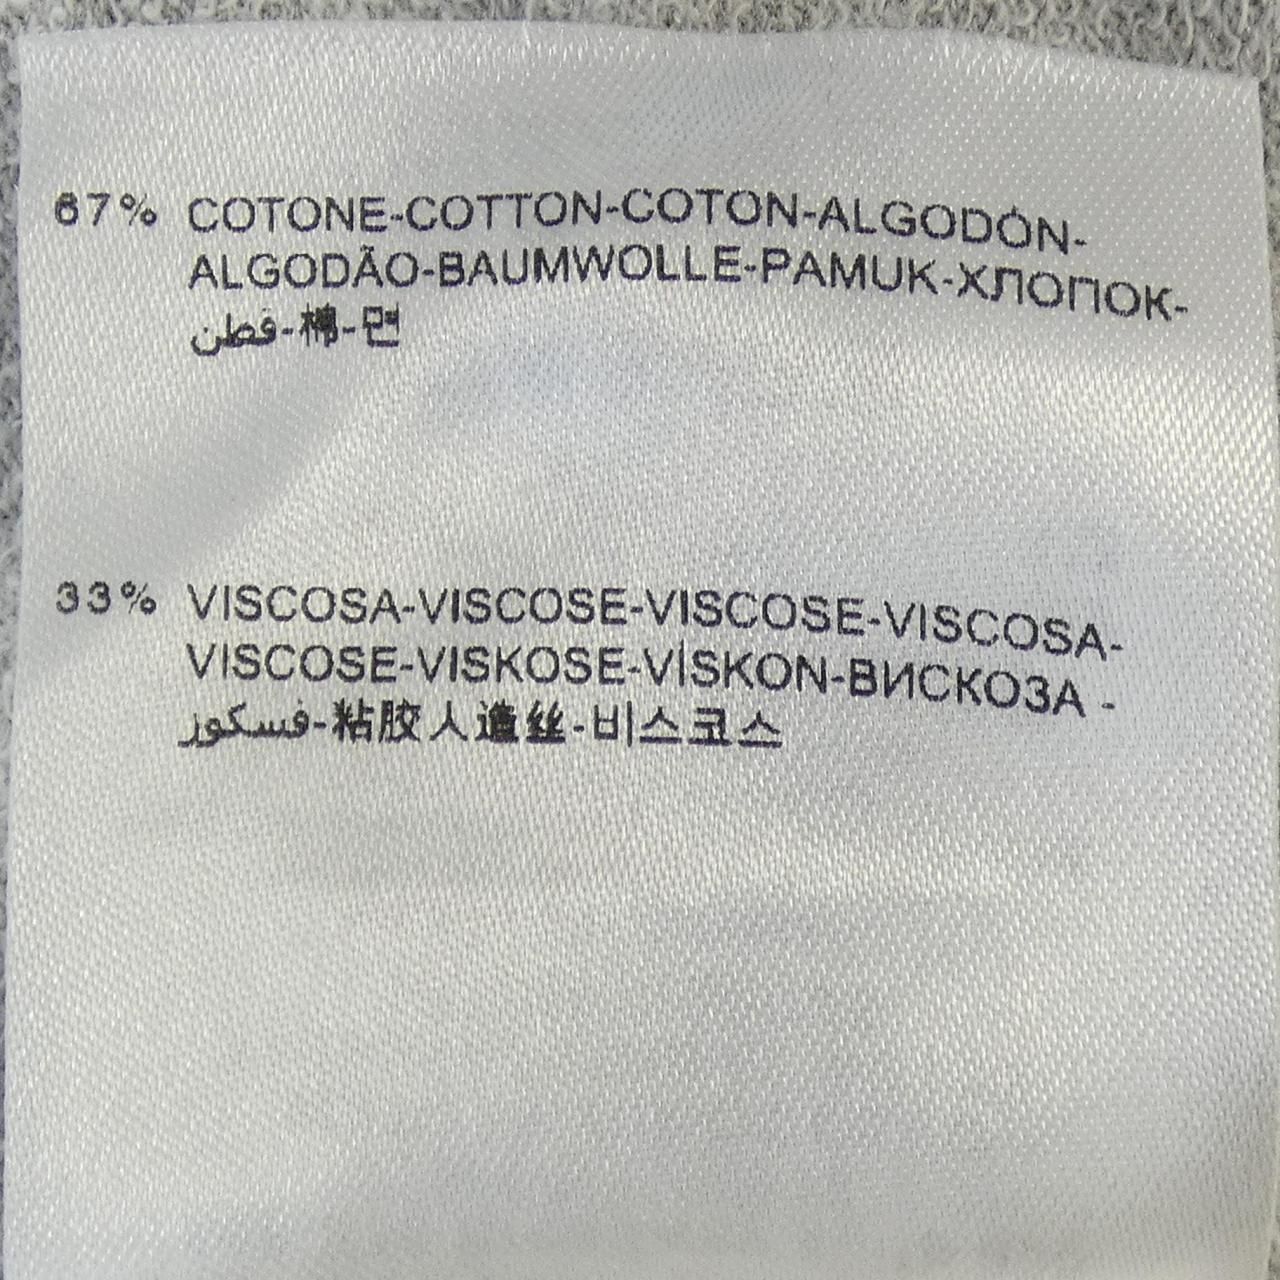 67% COTONE-COTTON-COTON-ALGODÓN-
ALGODÃO-BAUMWOLLE-PAMUK-ХЛОПОК-
قطن-棉-면
33% VISCOSA-VISCOSE-VISCOSE-VISCOSA-
VISCOSE-VISKOSE-VİSKON-ВИСКОЗА -
فسكوز-粘胶人造丝-비스코스